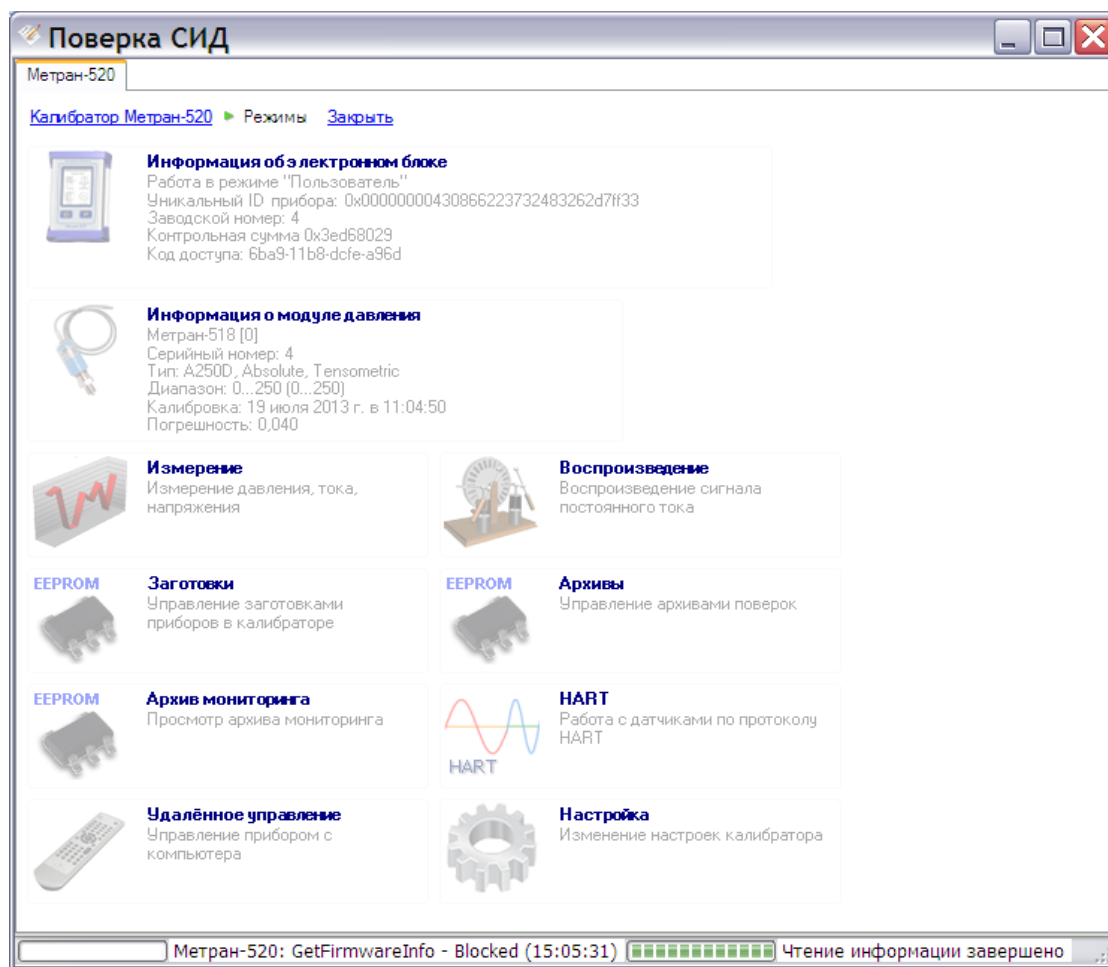 Поверка СИД
Метран-520
Калибратор Метран-520 Режимы Закрыть
Информация об электронном блоке
Работа в режиме "Пользователь"
Уникальный ID прибора: 0x000000004308662237324832 62d7ff33
Заводской номер: 4
Контрольная сумма 0x3ed68029
Код доступа: 6ba9-11b8-dcfe-a96d
Информация о модуле давления
Метран-518 [0]
Серийный номер: 4
Тип: A250D, Absolute, Tensometric
Диапазон: 0...250 (0...250)
Калибровка: 19 июля 2013 г. в 11:04:50
Погрешность: 0,040
Измерение
Измерение давления, тока,
напряжения
Воспроизведение
Воспроизведение сигнала
постоянного тока
EEPROM
Заготовки
Управление заготовками
приборов в калибраторе
EEPROM
Архивы
Управление архивами поверок
EEPROM
Архив мониторинга
Просмотр архива мониторинга
HART
HART
Работа с датчиками по протоколу
HART
Удалённое управление
Управление прибором с
компьютера
Настройка
Изменение настроек калибратора
Метран-520: GetFirmwareInfo - Blocked (15:05:31) Чтение информации завершено